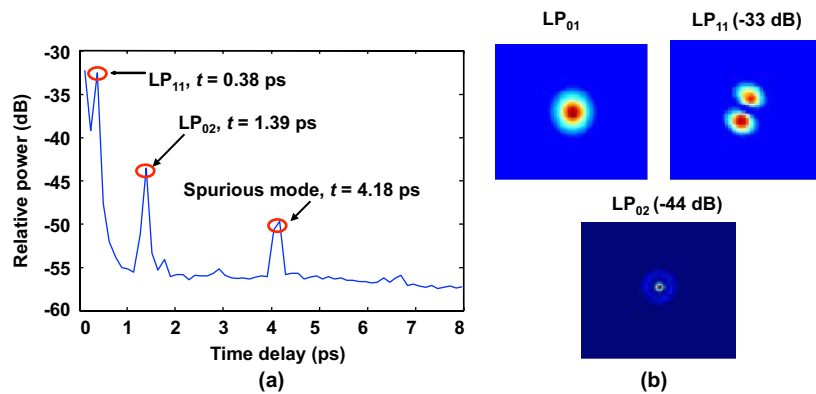 -30
-35
-40
-45
-50
-55
-60
Relative power (dB)
LP11, t = 0.38 ps
LP02, t = 1.39 ps
Spurious mode, t = 4.18 ps
0 1 2 3 4 5 6 7 8
Time delay (ps)
(a)
LP01
LP11 (-33 dB)
LP02 (-44 dB)
(b)